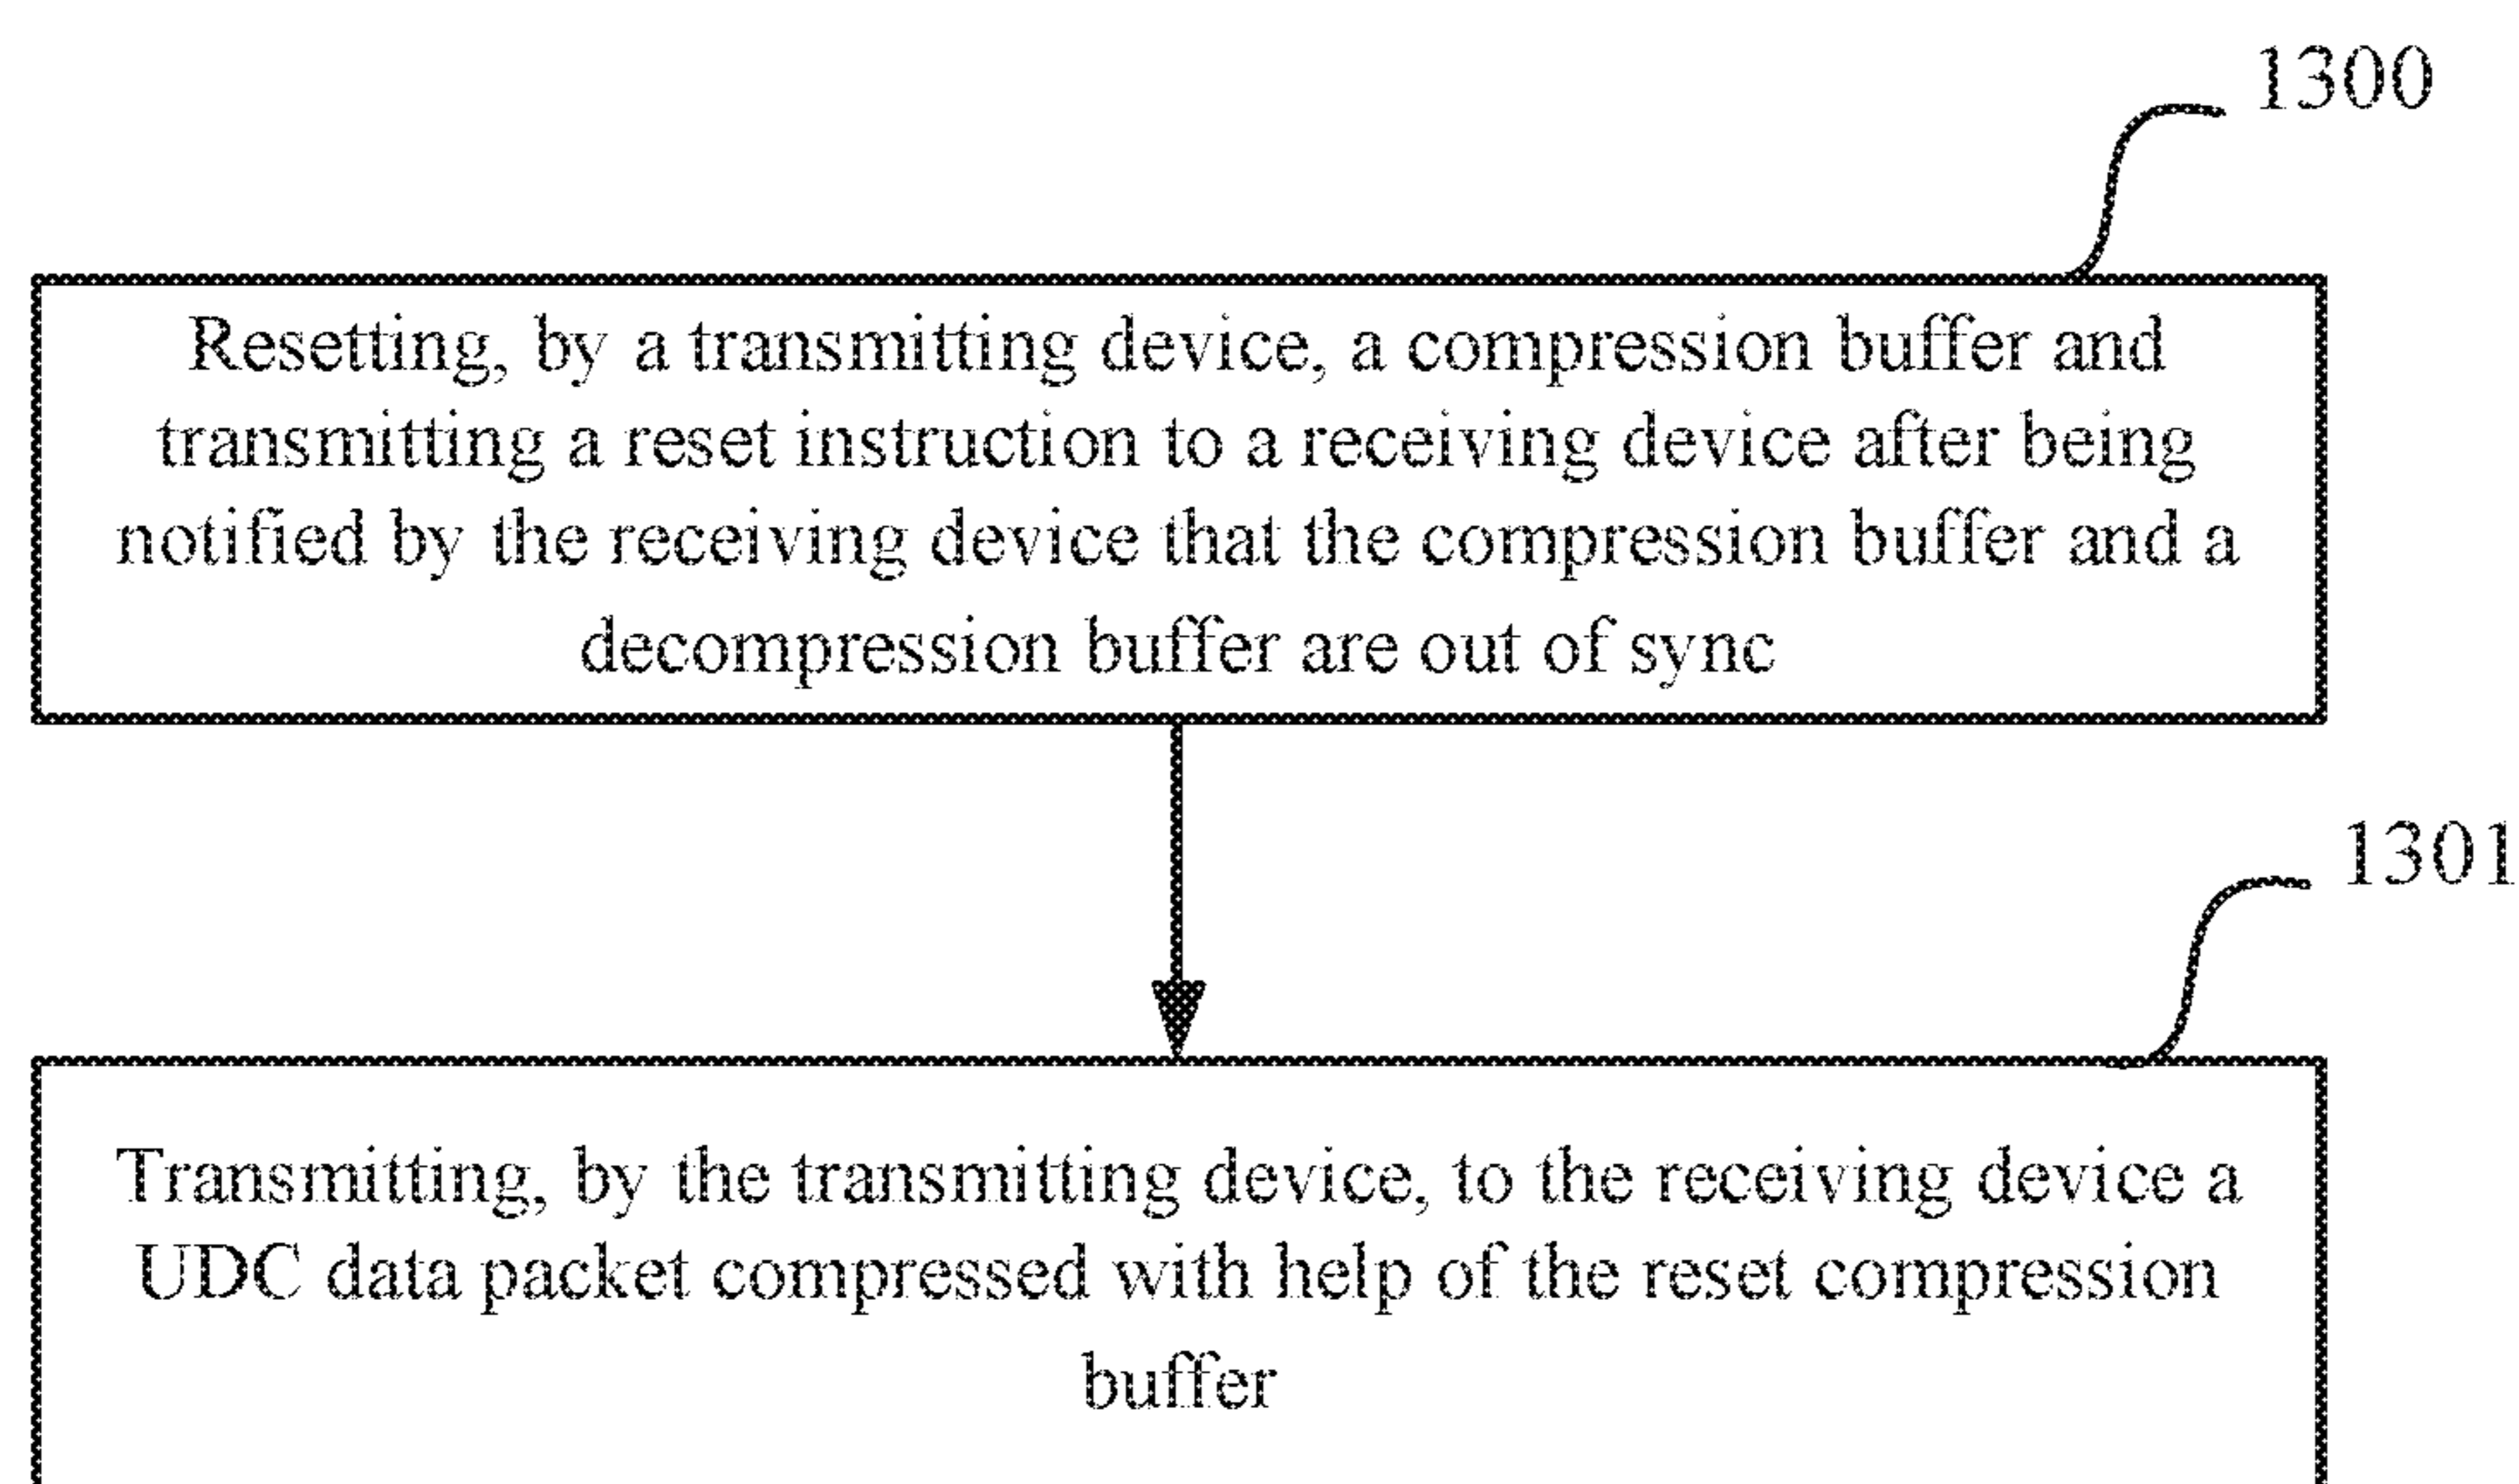 1300
Resetting, by a transmitting device, a compression buffer and
transmitting a reset instruction to a receiving device after being
notified by the receiving device that the compression buffer and a
decompression buffer are out of sync
1301
Transmitting, by the transmitting device, to the receiving device a
UDC data packet compressed with help of the reset compression
buffer